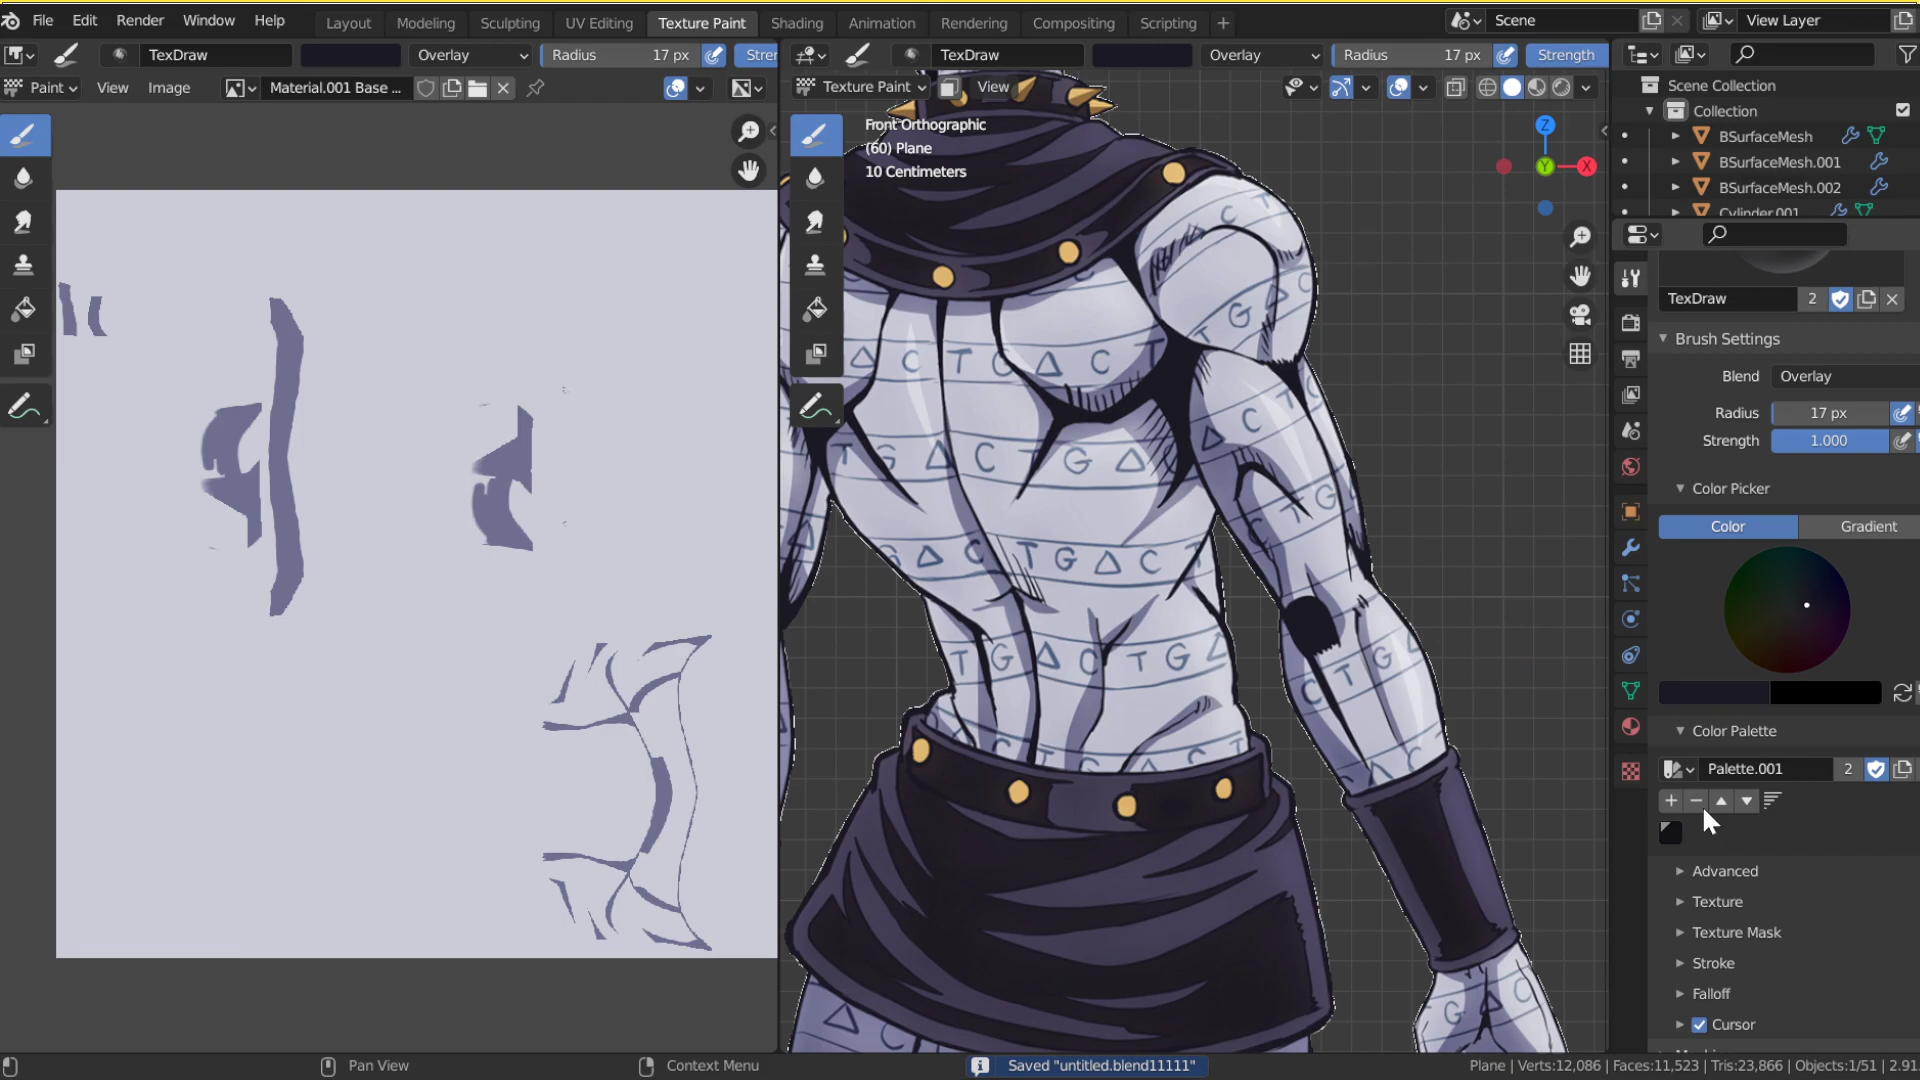 File Edit Render Window Help Layout Modeling Sculpting UV Editing Texture Paint Shading Animation Rendering Compositing Scripting + Scene View Layer
TexDraw Overlay Radius 17 px
TexDraw Overlay Radius 17 px Strength
Paint View Image Material.001 Base ...
Texture Paint View
Front Orthographic
(60) Plane
10 Centimeters
Z
Y
X
Scene Collection
Collection
BSurfaceMesh
BSurfaceMesh.001
BSurfaceMesh.002
Cylinder.001
TexDraw 2
Brush Settings
Blend Overlay
Radius 17 px
Strength 1.000
Color Picker
Color Gradient
Color Palette
Palette.001 2
Advanced
Texture
Texture Mask
Stroke
Falloff
Cursor
C T
G Δ C
T G
Δ C T G Δ C T
T G Δ C T G Δ
Δ C T
T G
G Δ C T G Δ C T
T G Δ C T G Δ
C T G
Δ C T G
Δ C
G Δ C
Pan View Context Menu Saved "untitled.blend11111" Plane | Verts:12,086 | Faces:11,523 | Tris:23,866 | Objects:1/51 | 2.91